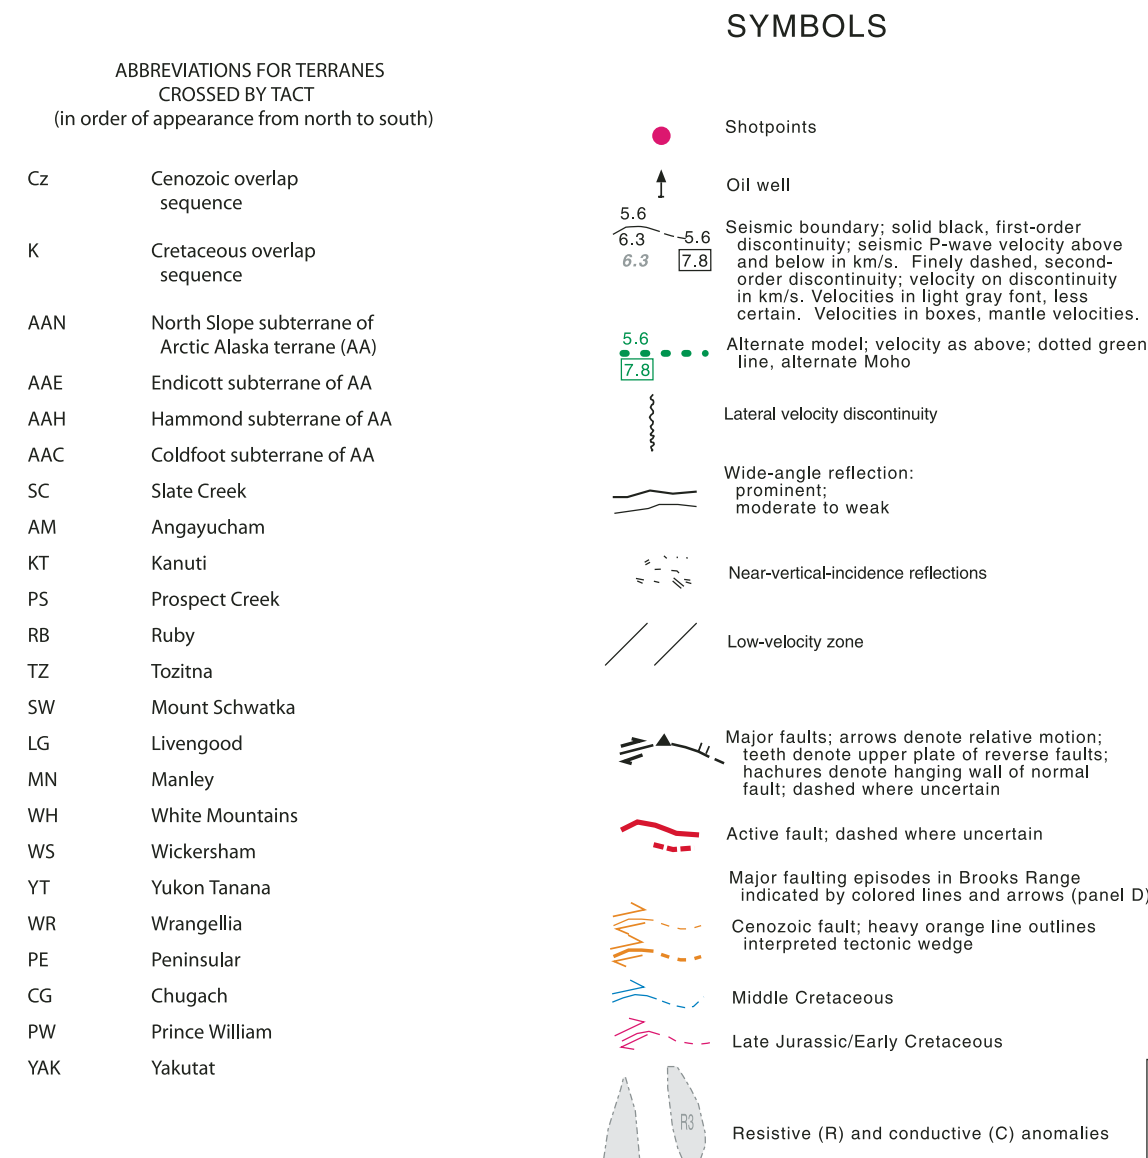 SYMBOLS
ABBREVIATIONS FOR TERRANES
CROSSED BY TACT
(in order of appearance from north to south)
Cz Cenozoic overlap
sequence
K Cretaceous overlap
sequence
AAN North Slope subterrane of
Arctic Alaska terrane (AA)
AAE Endicott subterrane of AA
AAH Hammond subterrane of AA
AAC Coldfoot subterrane of AA
SC Slate Creek
AM Angayucham
KT Kanuti
PS Prospect Creek
RB Ruby
TZ Tozitna
SW Mount Schwatka
LG Livengood
MN Manley
WH White Mountains
WS Wickersham
YT Yukon Tanana
WR Wrangellia
PE Peninsular
CG Chugach
PW Prince William
YAK Yakutat
Shotpoints
Oil well
5.6
6.3 5.6
6.3 7.8
Seismic boundary; solid black, first-order
discontinuity; seismic P-wave velocity above
and below in km/s. Finely dashed, second-
order discontinuity; velocity on discontinuity
in km/s. Velocities in light gray font, less
certain. Velocities in boxes, mantle velocities.
5.6
7.8
Alternate model; velocity as above; dotted green
line, alternate Moho
Lateral velocity discontinuity
Wide-angle reflection:
prominent;
moderate to weak
Near-vertical-incidence reflections
Low-velocity zone
Major faults; arrows denote relative motion;
teeth denote upper plate of reverse faults;
hachures denote hanging wall of normal
fault; dashed where uncertain
Active fault; dashed where uncertain
Major faulting episodes in Brooks Range
indicated by colored lines and arrows (panel D)
Cenozoic fault; heavy orange line outlines
interpreted tectonic wedge
Middle Cretaceous
Late Jurassic/Early Cretaceous
R3
Resistive (R) and conductive (C) anomalies